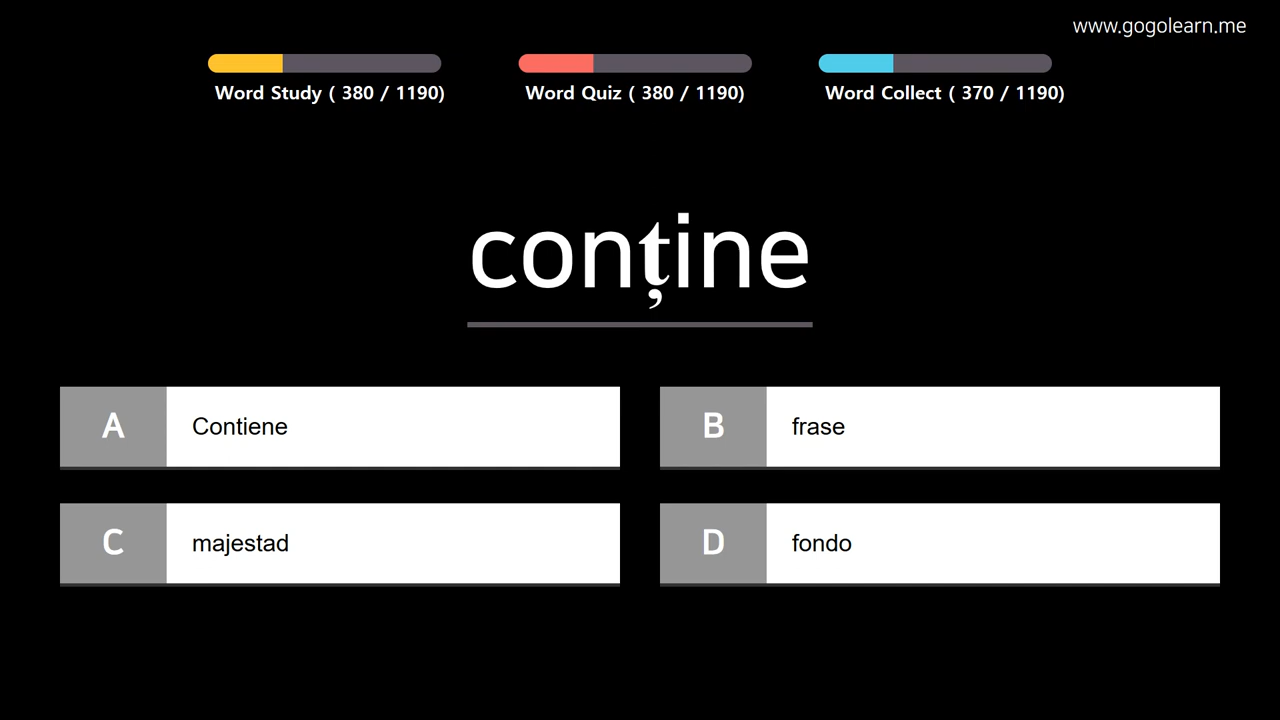 www.gogolearn.me
Word Study ( 380 / 1190)
Word Quiz ( 380 / 1190)
Word Collect ( 370 / 1190)
conține
A Contiene
B frase
C majestad
D fondo